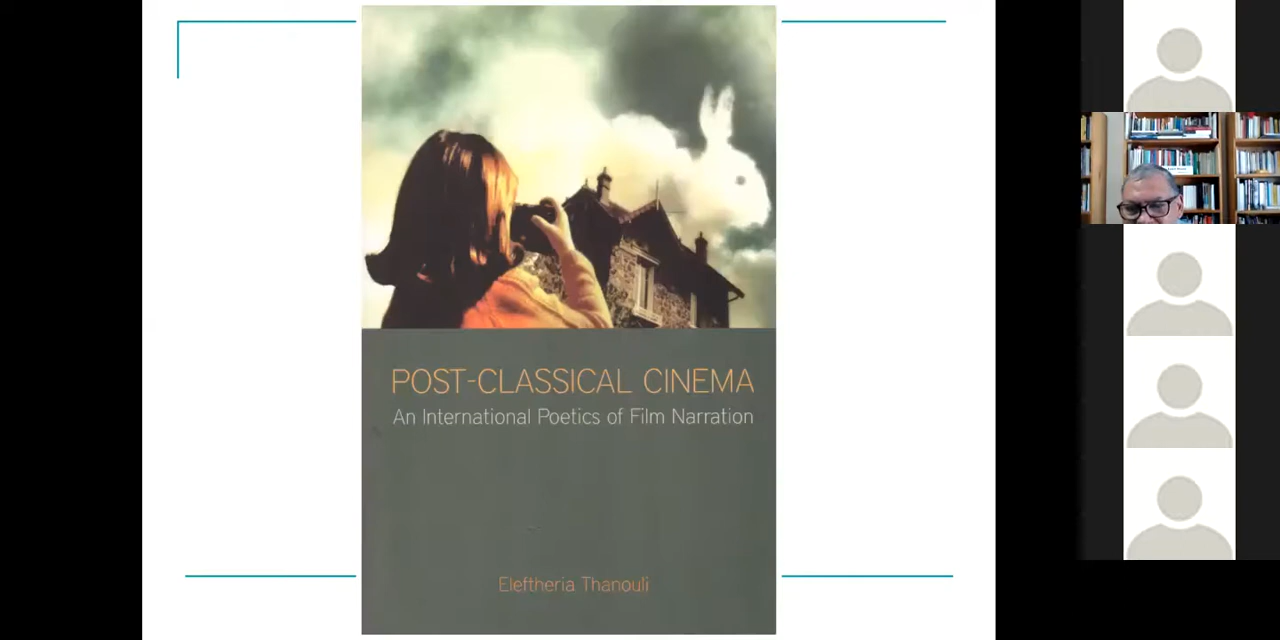 POST-CLASSICAL CINEMA
An International Poetics of Film Narration
Eleftheria Thanouli